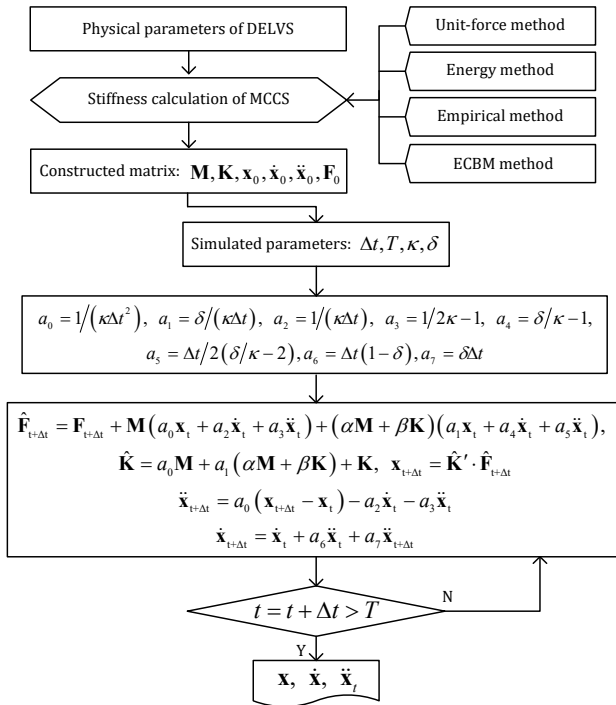 Physical parameters of DELVS
Stiffness calculation of MCCS
Unit-force method
Energy method
Empirical method
ECBM method
Constructed matrix: M, K, x₀, ẋ₀, ẍ₀, F₀
Simulated parameters: Δt, T, κ, δ
a₀ = 1/(κΔt²), a₁ = δ/(κΔt), a₂ = 1/(κΔt), a₃ = 1/2κ−1, a₄ = δ/κ−1,
a₅ = Δt/2(δ/κ−2), a₆ = Δt(1−δ), a₇ = δΔt
F̂ₜ₊Δₜ = Fₜ₊Δₜ + M(a₀xₜ + a₂ẋₜ + a₃ẍₜ) + (αM + βK)(a₁xₜ + a₄ẋₜ + a₅ẍₜ),
K̂ = a₀M + a₁(αM + βK) + K, xₜ₊Δₜ = K̂′ · F̂ₜ₊Δₜ
ẍₜ₊Δₜ = a₀(xₜ₊Δₜ − xₜ) − a₂ẋₜ − a₃ẍₜ
ẋₜ₊Δₜ = ẋₜ + a₆ẍₜ + a₇ẍₜ₊Δₜ
t = t + Δt > T
N
Y
x, ẋ, ẍₜ